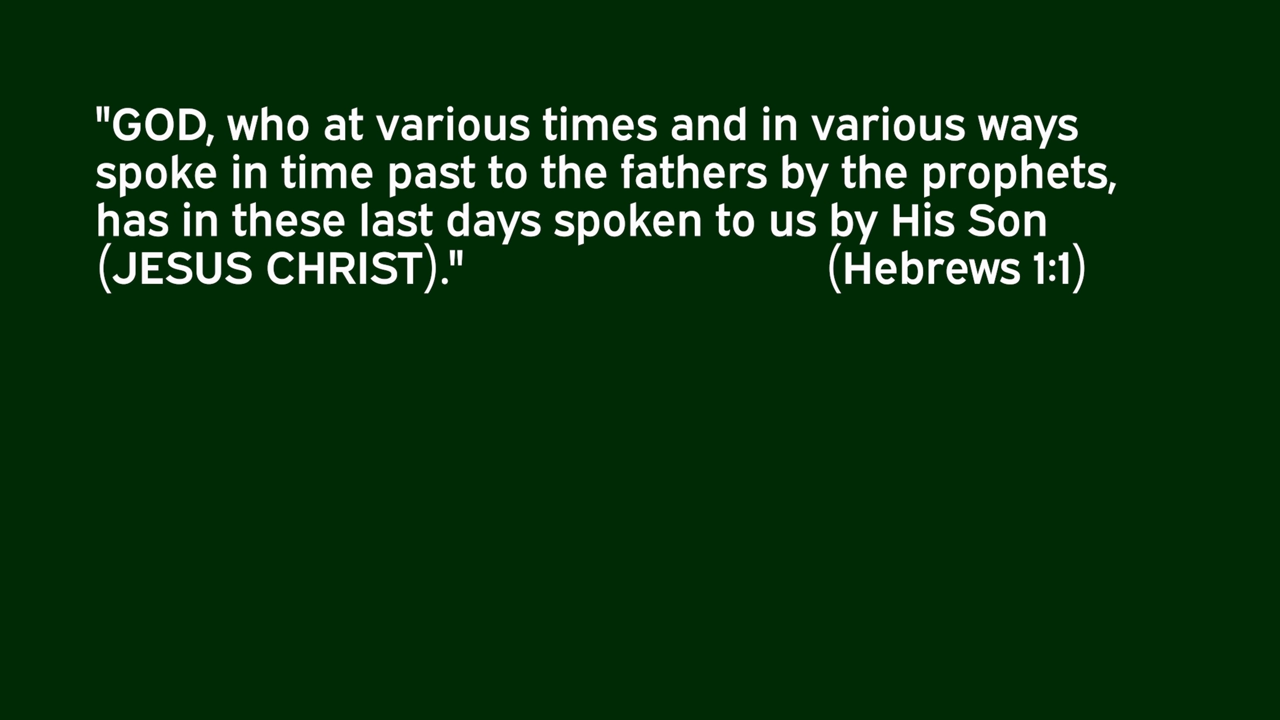 "GOD, who at various times and in various ways
spoke in time past to the fathers by the prophets,
has in these last days spoken to us by His Son
(JESUS CHRIST)." (Hebrews 1:1)